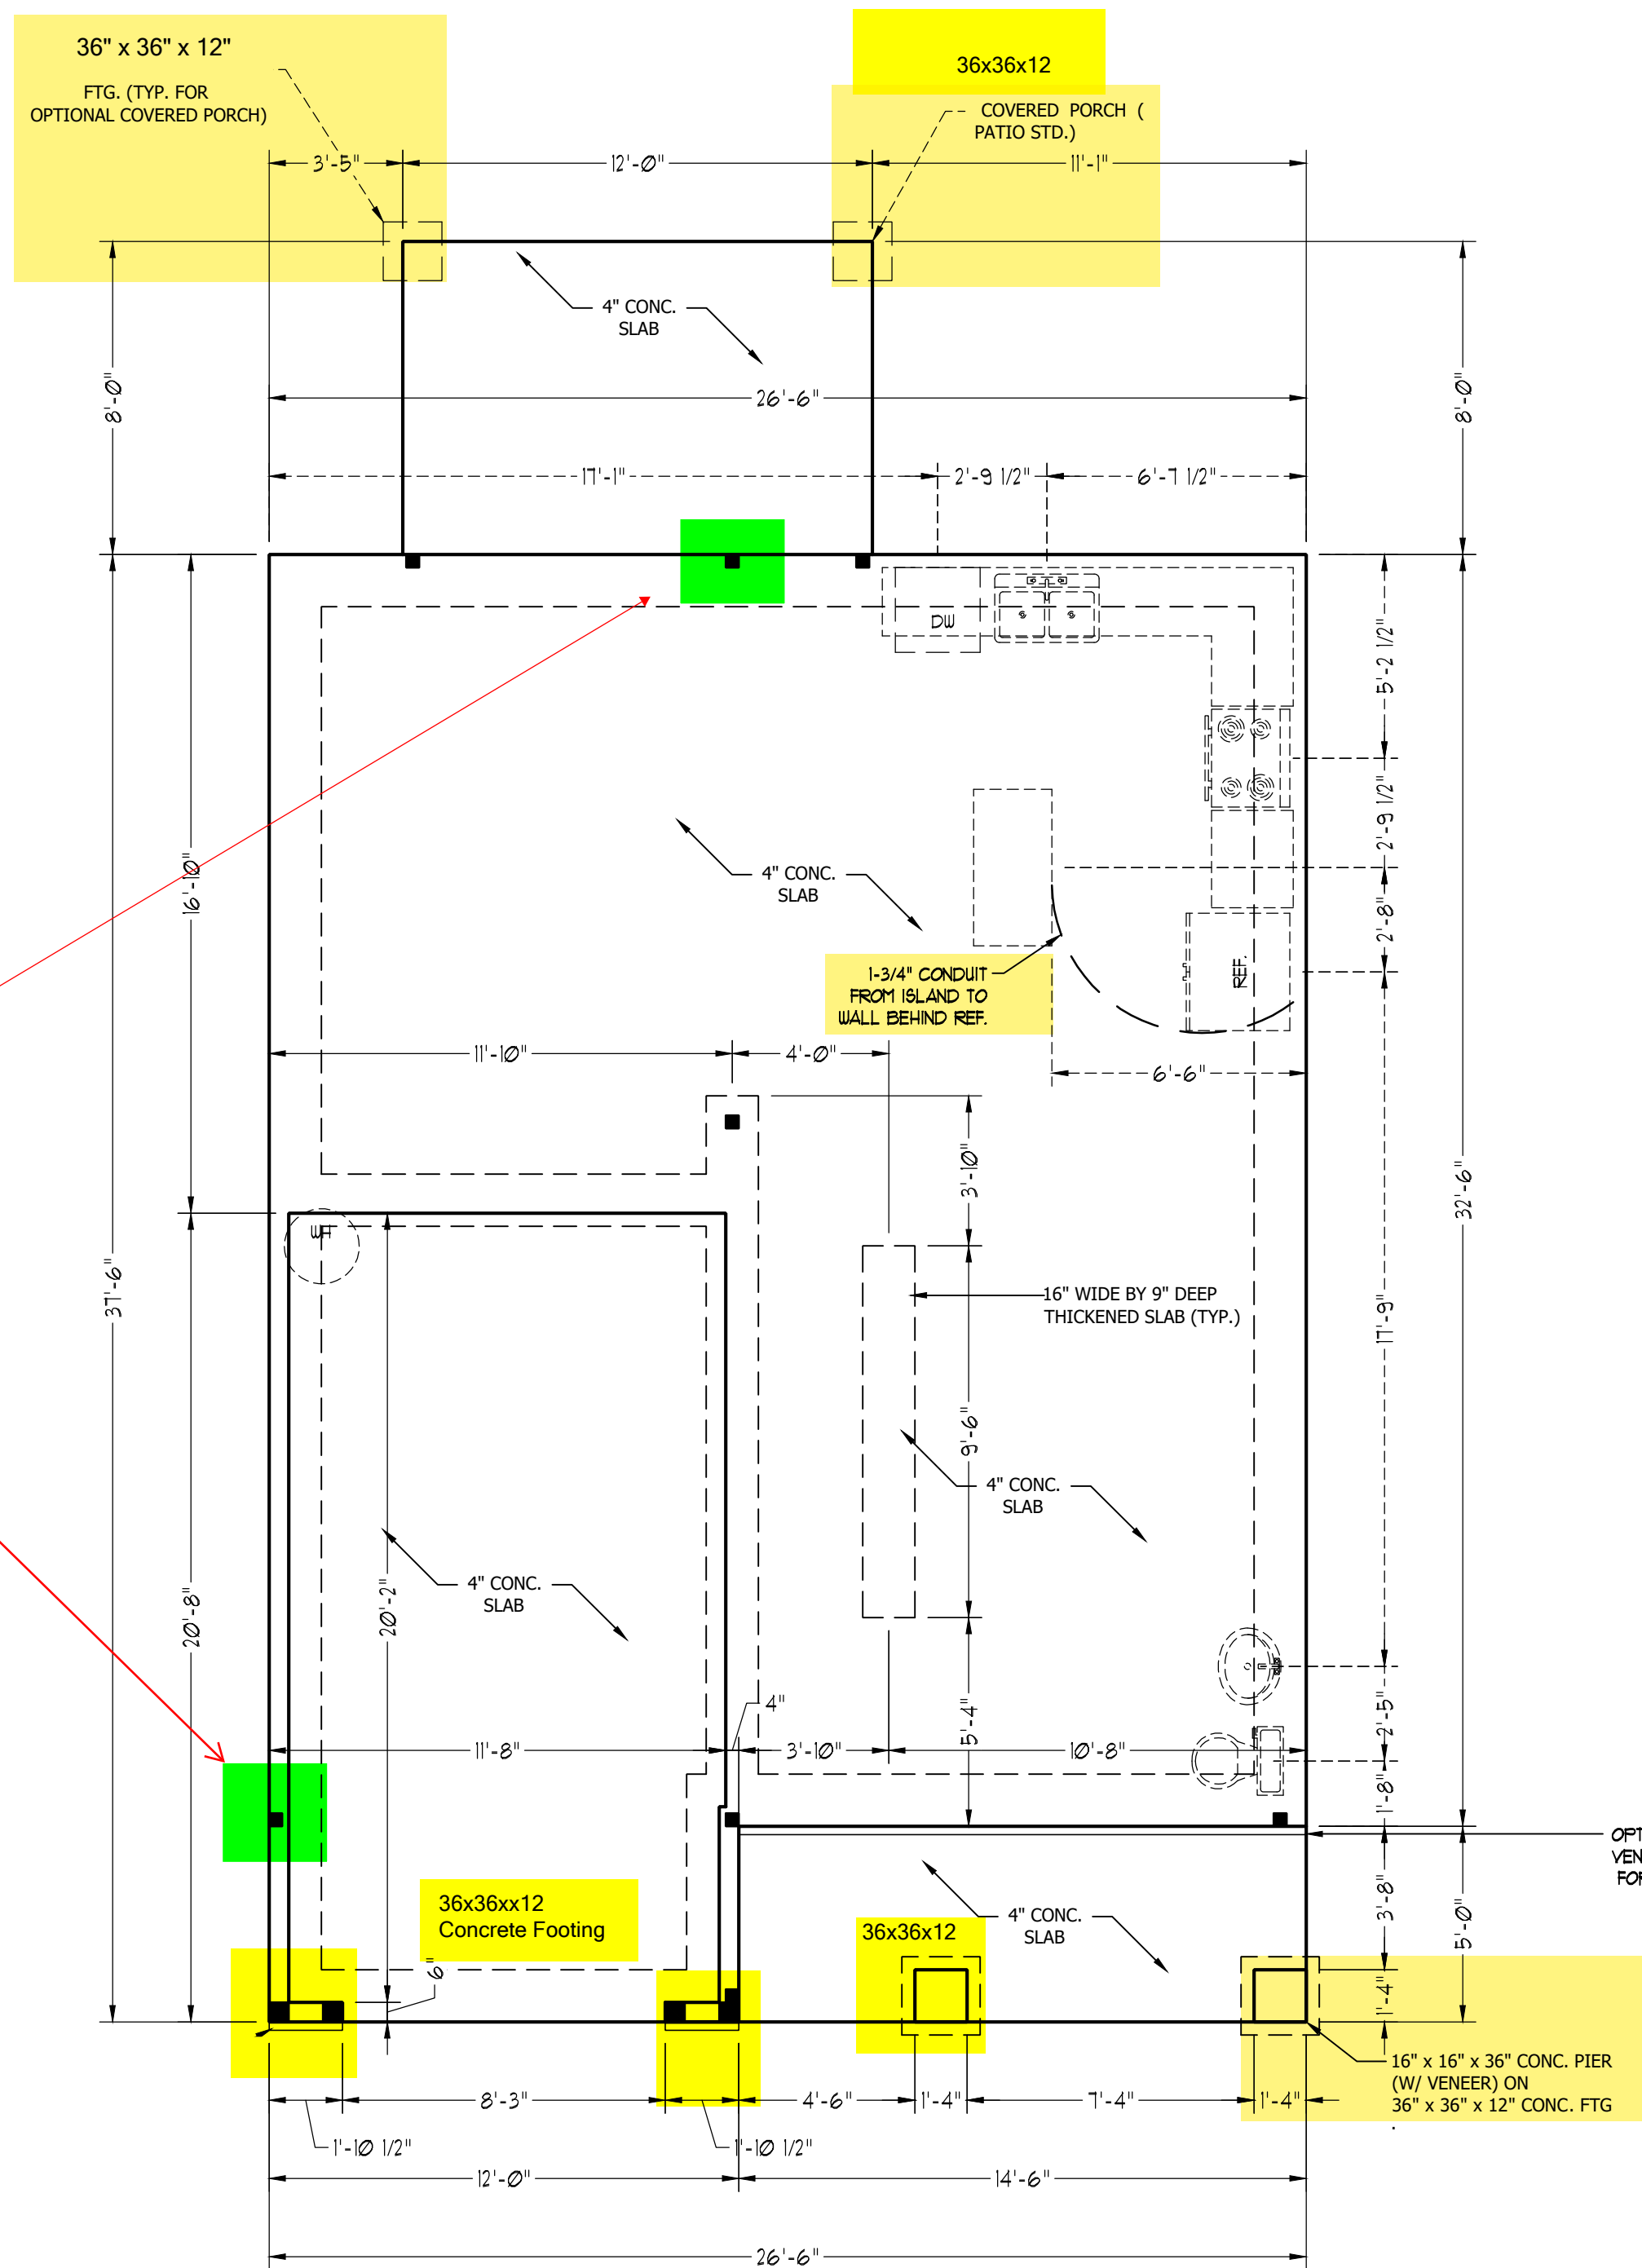 36" x 36" x 12"
FTG. (TYP. FOR
OPTIONAL COVERED PORCH)
36x36x12
COVERED PORCH (
PATIO STD.)
3'-5"
12'-0"
11'-1"
4" CONC.
SLAB
8'-0"
8'-0"
26'-6"
17'-1"
2'-9 1/2"
6'-7 1/2"
DW
5'-2 1/2"
2'-9 1/2"
2'-8"
16'-10"
4" CONC.
SLAB
REF.
1-3/4" CONDUIT
FROM ISLAND TO
WALL BEHIND REF.
11'-10"
4'-0"
6'-6"
3'-10"
32'-6"
WH
37'-6"
16" WIDE BY 9" DEEP
THICKENED SLAB (TYP.)
17'-9"
9'-6"
4" CONC.
SLAB
4" CONC.
SLAB
20'-8"
20'-2"
4"
5'-4"
2'-5"
11'-8"
3'-10"
10'-8"
1'-8"
OPT
VEN
FOR
36x36xx12
Concrete Footing
36x36x12
4" CONC.
SLAB
3'-8"
5'-0"
6"
1'-4"
16" x 16" x 36" CONC. PIER
(W/ VENEER) ON
36" x 36" x 12" CONC. FTG
.
8'-3"
4'-6"
1'-4"
7'-4"
1'-4"
1'-10 1/2"
1'-10 1/2"
12'-0"
14'-6"
26'-6"